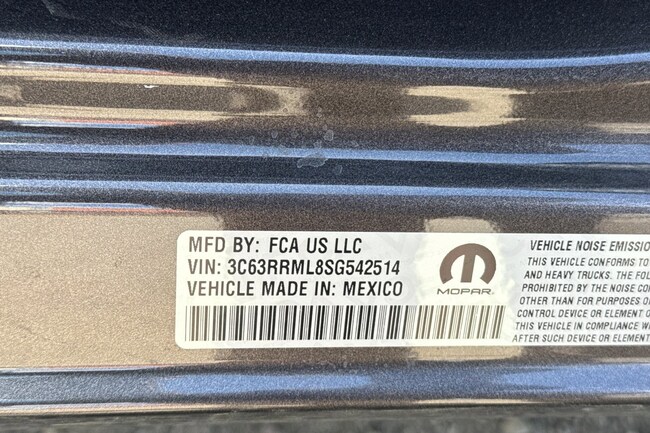 MFD BY: FCA US LLC
VIN: 3C63RRML8SG542514
VEHICLE MADE IN: MEXICO
MOPAR
VEHICLE NOISE EMISSIO
THIS VEHICLE CONFORMS TO
AND HEAVY TRUCKS. THE FOL
PROHIBITED BY THE NOISE CO
OTHER THAN FOR PURPOSES O
CONTROL DEVICE OR ELEMENT O
THIS VEHICLE IN COMPLIANCE W
AFTER SUCH DEVICE OR ELEMENT